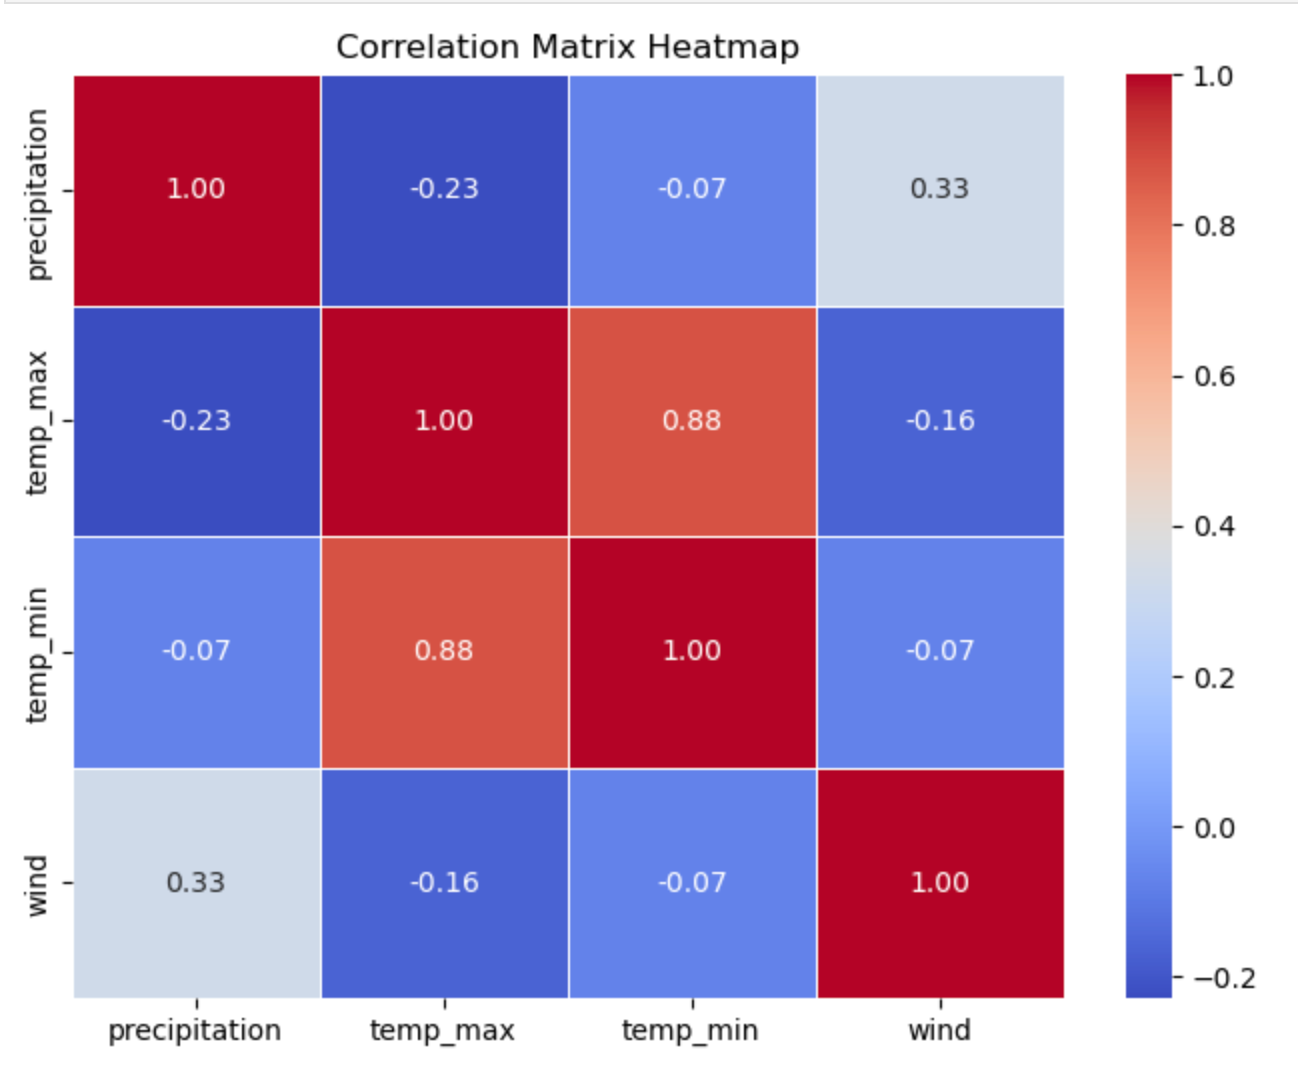 Correlation Matrix Heatmap
precipitation 1.00 -0.23 -0.07 0.33
temp_max -0.23 1.00 0.88 -0.16
temp_min -0.07 0.88 1.00 -0.07
wind 0.33 -0.16 -0.07 1.00
precipitation temp_max temp_min wind
1.0
0.8
0.6
0.4
0.2
0.0
−0.2